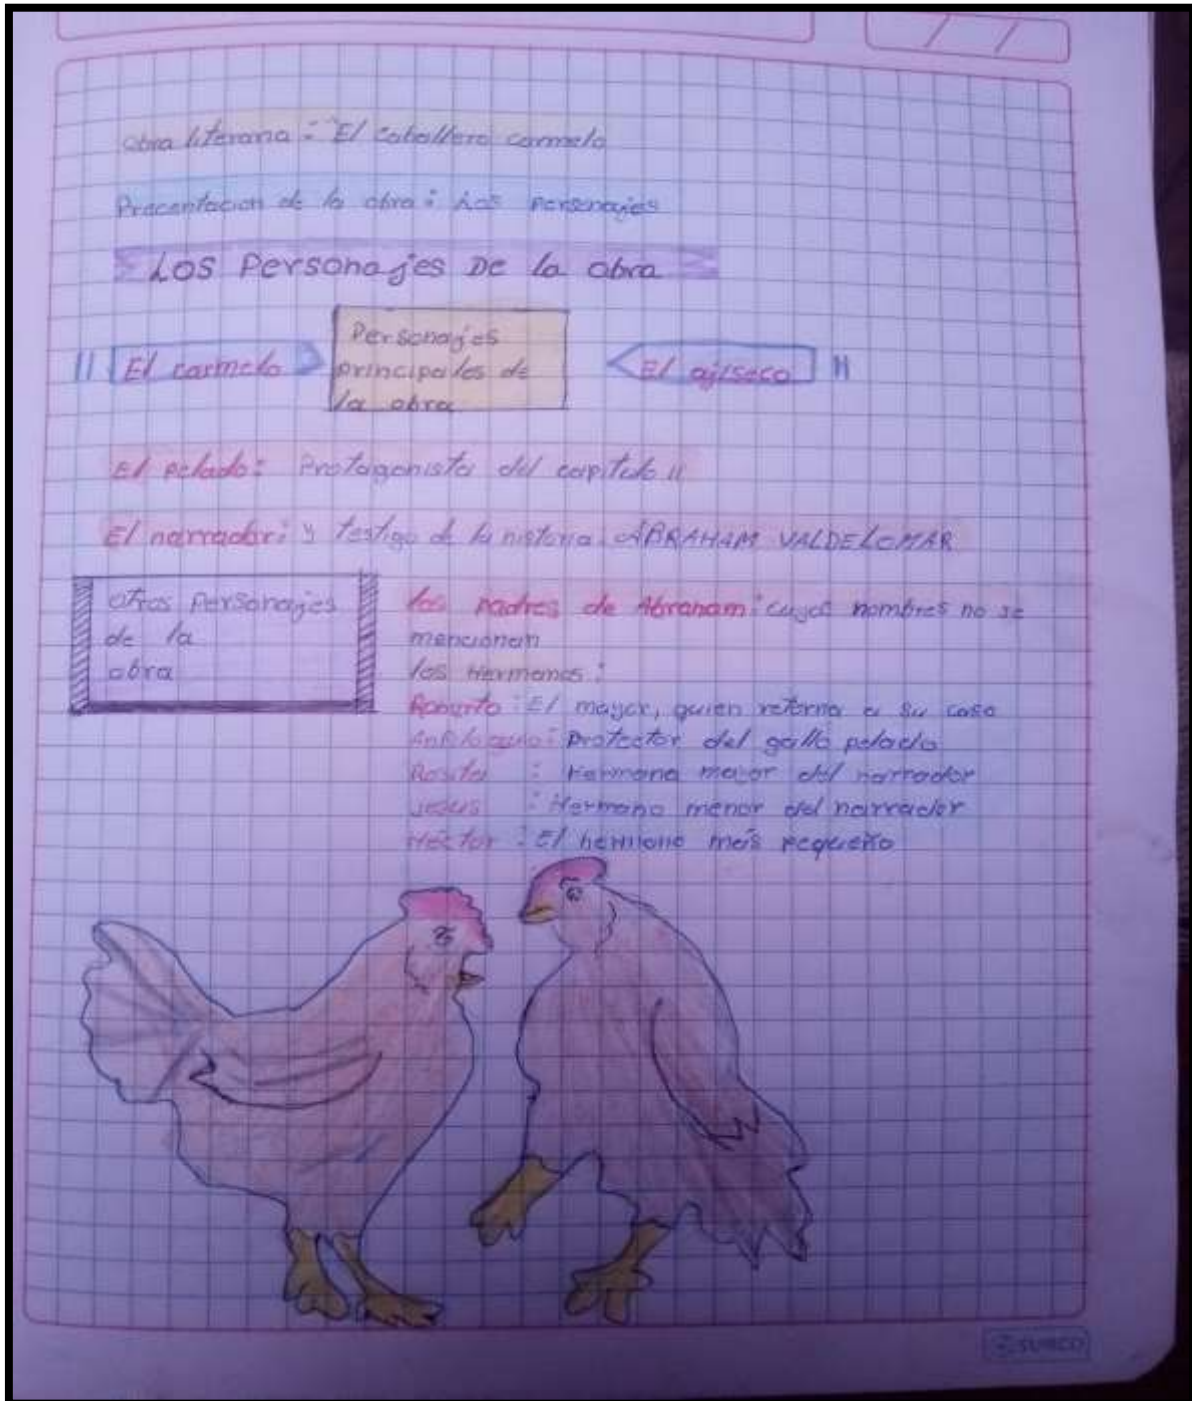 Obra literaria : "El caballero carmelo
Precentacion de la obra : Los personajes
Los Personajes De la obra
El carmelo
Personajes
principales de
la obra
El ajiseco
El pelado : Protagonista del capitulo II
El narrador : y testigo de la historia ABRAHAM VALDELOMAR
otros personajes
de la
obra
los padres de Abraham : cuyos nombres no se
mencionan
los Hermanos :
Roberto : El mayor, quien retorna a su casa
Anfiloquio : Protector del gallo pelado
Rosita : Hermana mayor del narrador
Jesus : Hermano menor del narrador
Héctor : El hermano más pequeño
SURCO